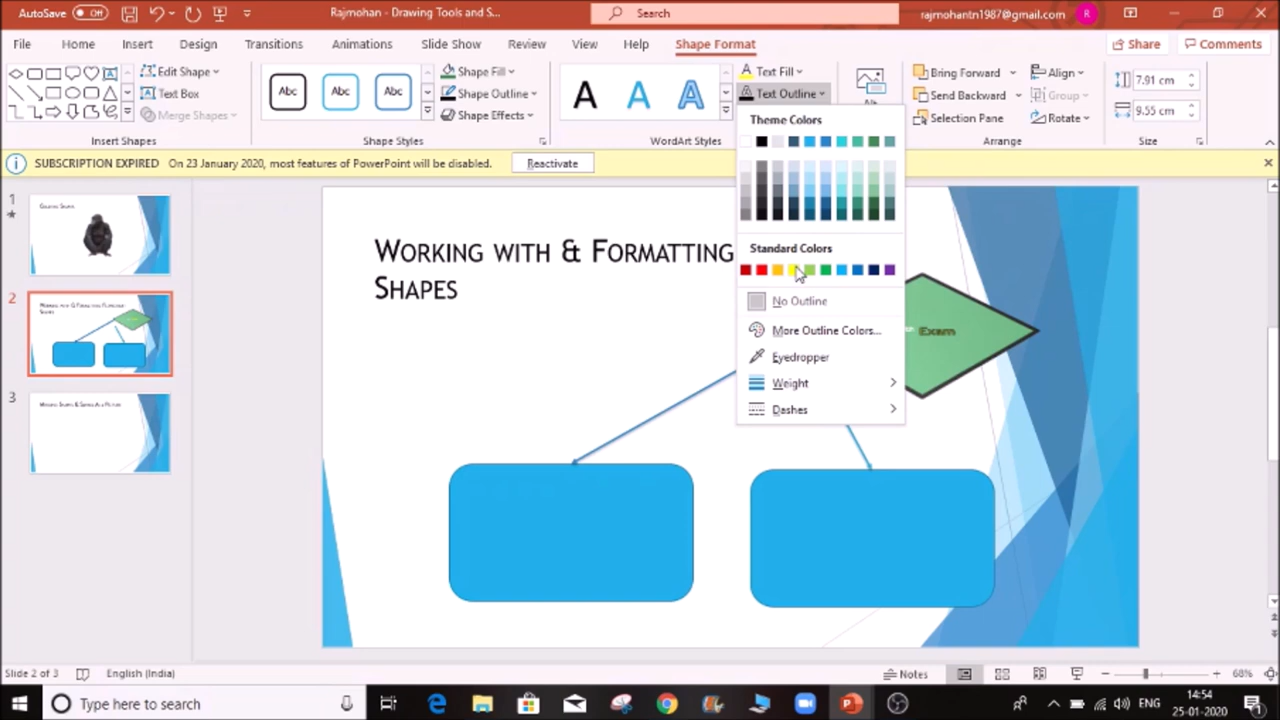 AutoSave Off Rajmohan - Drawing Tools and S... Search rajmohantn1987@gmail.com R
File Home Insert Design Transitions Animations Slide Show Review View Help Shape Format Share Comments
Edit Shape
Text Box
Merge Shapes
Insert Shapes
Abc Abc Abc
Shape Fill
Shape Outline
Shape Effects
Shape Styles
A A A
WordArt Styles
Text Fill
Text Outline
Bring Forward
Send Backward
Selection Pane
Align
Group
Rotate
Arrange
7.91 cm
9.55 cm
Size
SUBSCRIPTION EXPIRED On 23 January 2020, most features of PowerPoint will be disabled. Reactivate
Theme Colors
Standard Colors
No Outline
More Outline Colors...
Eyedropper
Weight
Dashes
1
2
3
Working with & Formatting
Shapes
Exam
Slide 2 of 3 English (India) Notes 68%
Type here to search ENG 14:54
25-01-2020
1